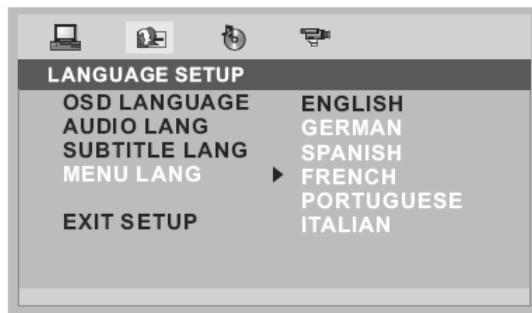 LANGUAGE SETUP
OSD LANGUAGE
AUDIO LANG
SUBTITLE LANG
MENU LANG
EXIT SETUP
ENGLISH
GERMAN
SPANISH
FRENCH
PORTUGUESE
ITALIAN